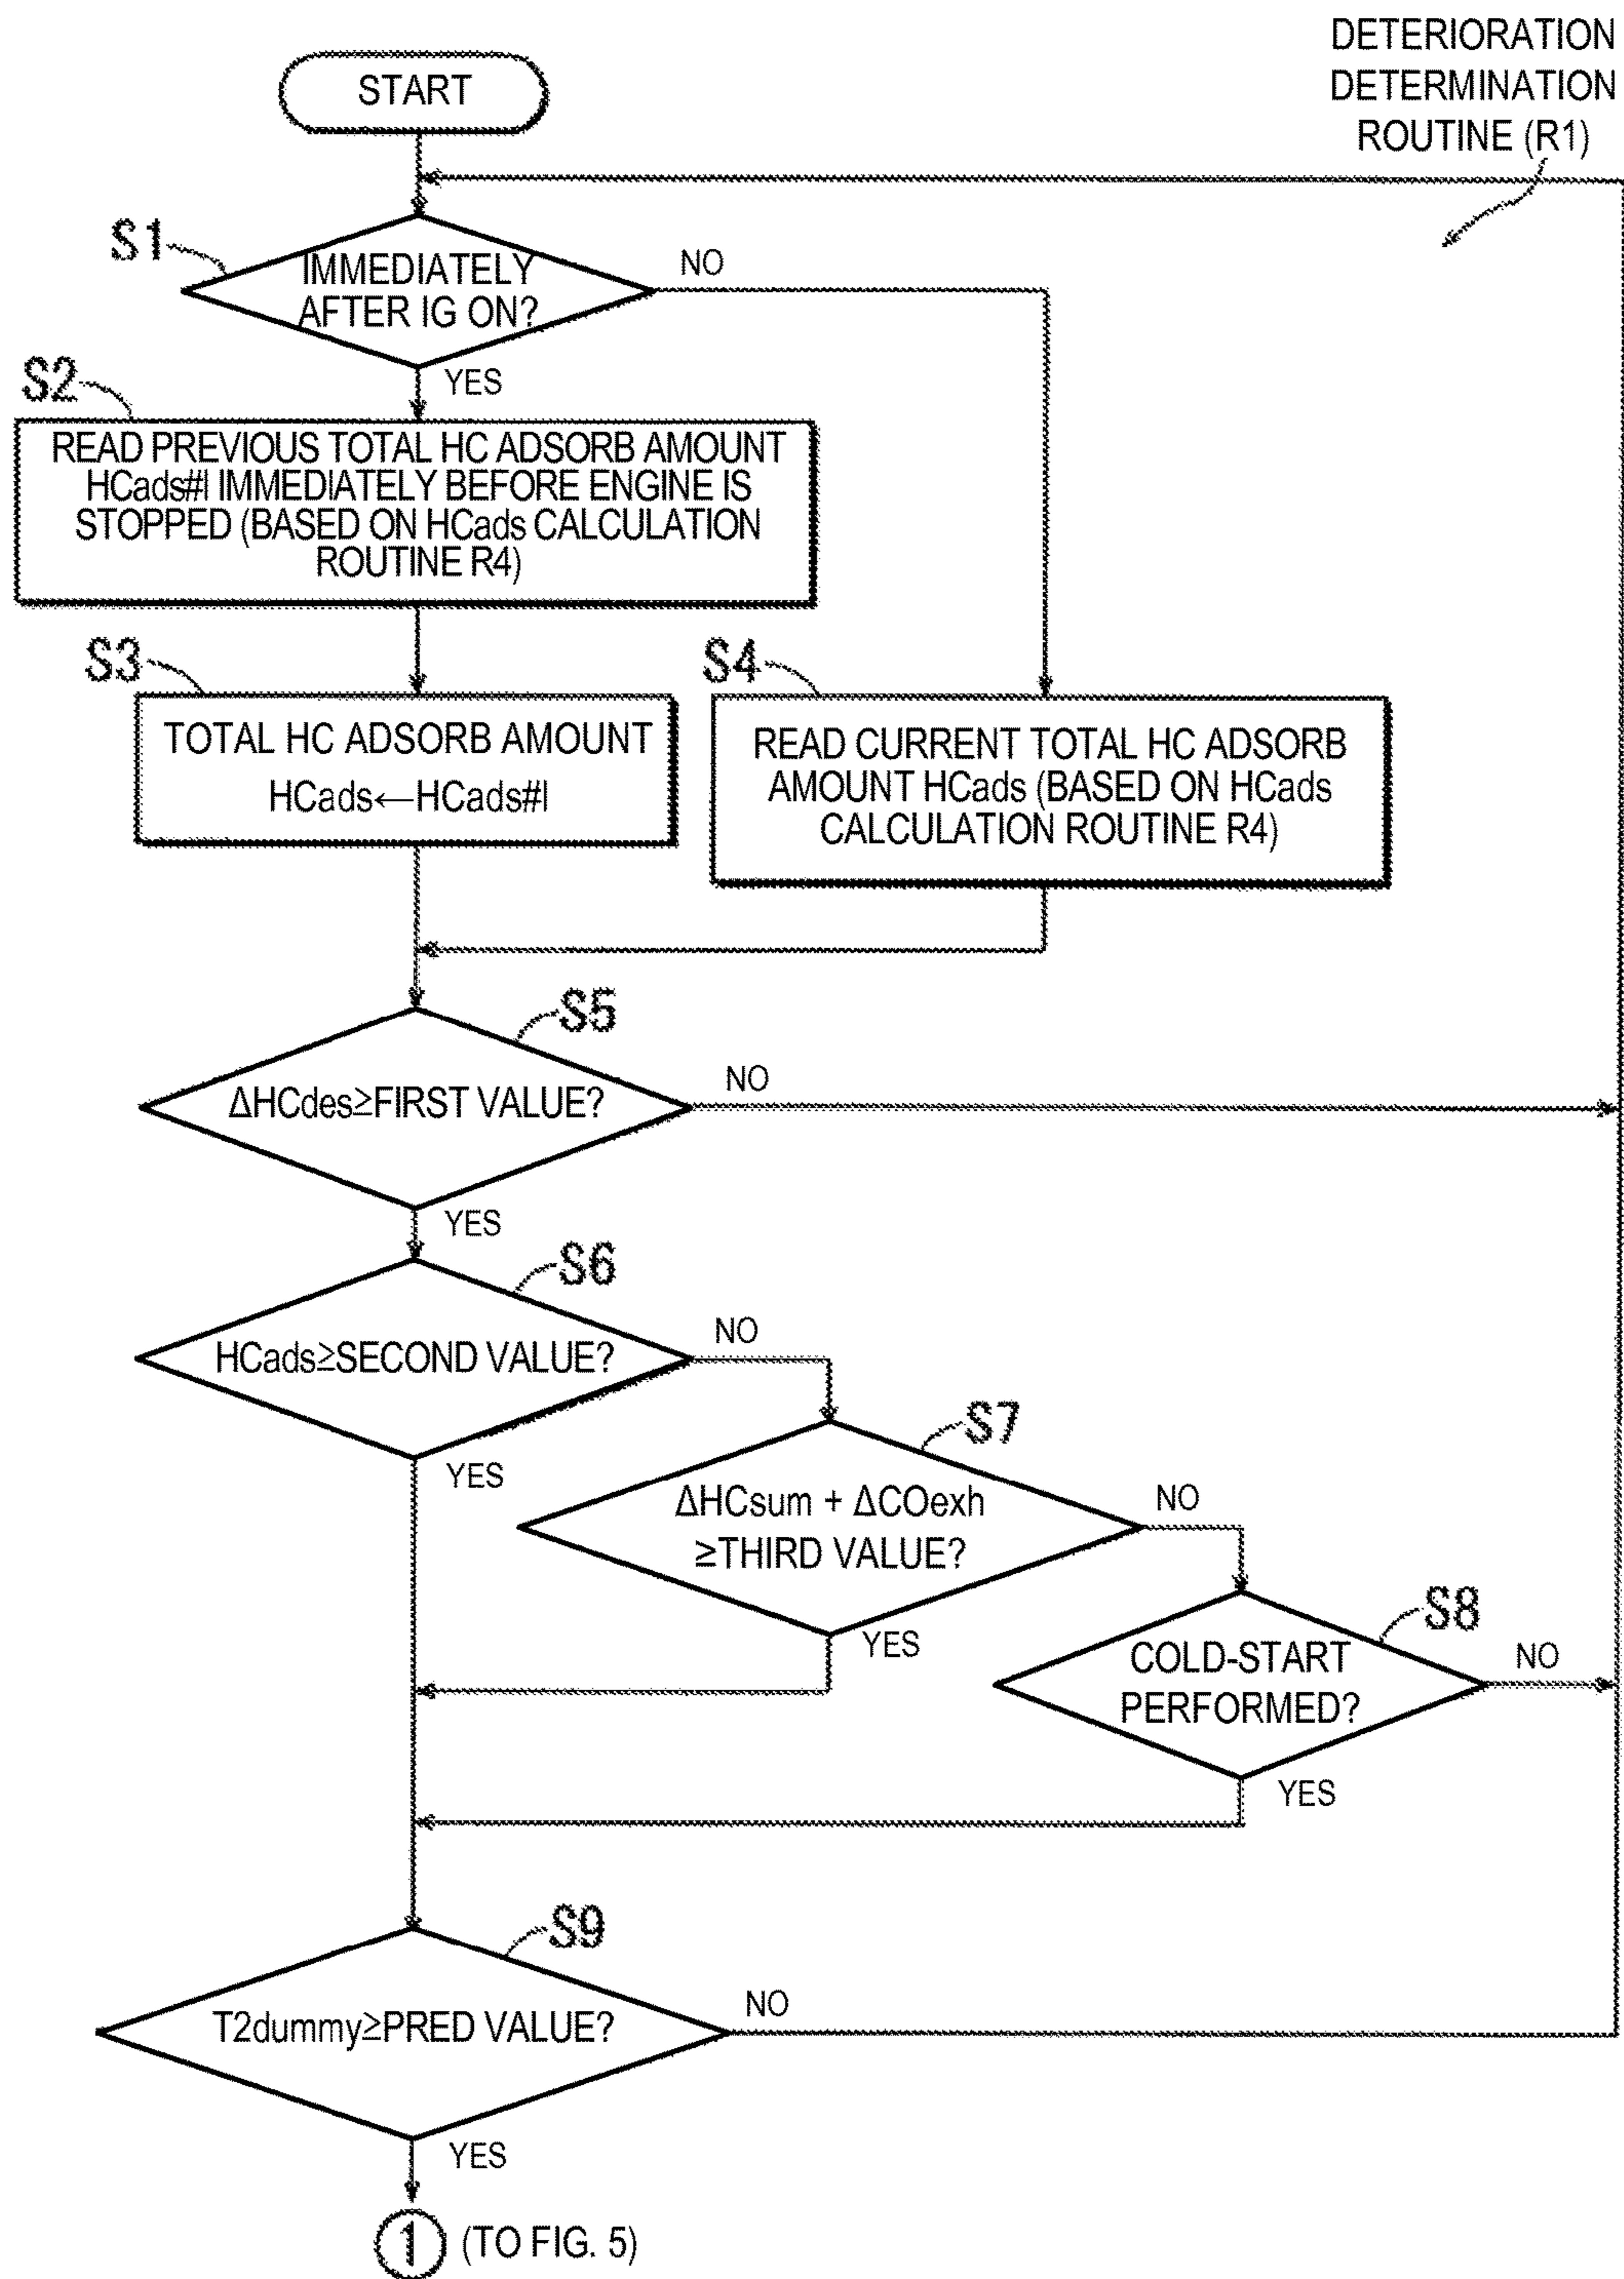 DETERIORATION
DETERMINATION
ROUTINE (R1)
START
S1
IMMEDIATELY
AFTER IG ON?
NO
YES
S2
READ PREVIOUS TOTAL HC ADSORB AMOUNT
HCads#l IMMEDIATELY BEFORE ENGINE IS
STOPPED (BASED ON HCads CALCULATION
ROUTINE R4)
S3
TOTAL HC ADSORB AMOUNT
HCads←HCads#l
S4
READ CURRENT TOTAL HC ADSORB
AMOUNT HCads (BASED ON HCads
CALCULATION ROUTINE R4)
S5
ΔHCdes≥FIRST VALUE?
NO
YES
S6
HCads≥SECOND VALUE?
NO
YES
S7
ΔHCsum + ΔCOexh
≥THIRD VALUE?
NO
YES
S8
COLD-START
PERFORMED?
NO
YES
S9
T2dummy≥PRED VALUE?
NO
YES
1 (TO FIG. 5)